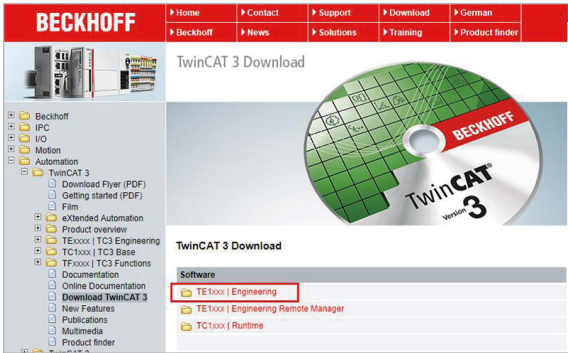 BECKHOFF
Home
Contact
Support
Download
German
Beckhoff
News
Solutions
Training
Product finder
TwinCAT 3 Download
BECKHOFF
TwinCAT®
Version 3
Beckhoff
IPC
I/O
Motion
Automation
TwinCAT 3
Download Flyer (PDF)
Getting started (PDF)
Film
eXtended Automation
Product overview
TExxxx | TC3 Engineering
TC1xxx | TC3 Base
TFxxxx | TC3 Functions
Documentation
Online Documentation
Download TwinCAT 3
New Features
Publications
Multimedia
Product finder
TwinCAT 3 Download
Software
TE1xxx | Engineering
TE1xxx | Engineering Remote Manager
TC1xxx | Runtime